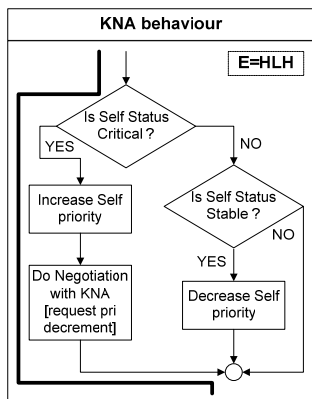 KNA behaviour
E=HLH
Is Self Status
Critical ?
YES
NO
Increase Self
priority
Is Self Status
Stable ?
NO
YES
Do Negotiation
with KNA
[request pri
decrement]
Decrease Self
priority